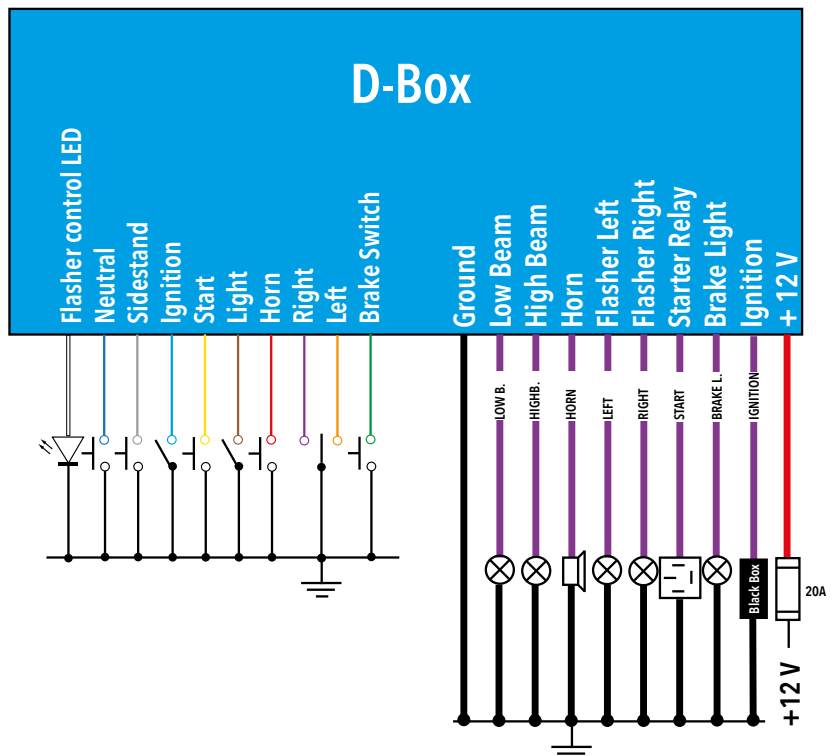 D-Box
Flasher control LED
Neutral
Sidestand
Ignition
Start
Light
Horn
Right
Left
Brake Switch
Ground
Low Beam
High Beam
Horn
Flasher Left
Flasher Right
Starter Relay
Brake Light
Ignition
+ 12 V
LOW B.
HIGHB.
HORN
LEFT
RIGHT
START
BRAKE L.
IGNITION
Black Box
20A
+12 V